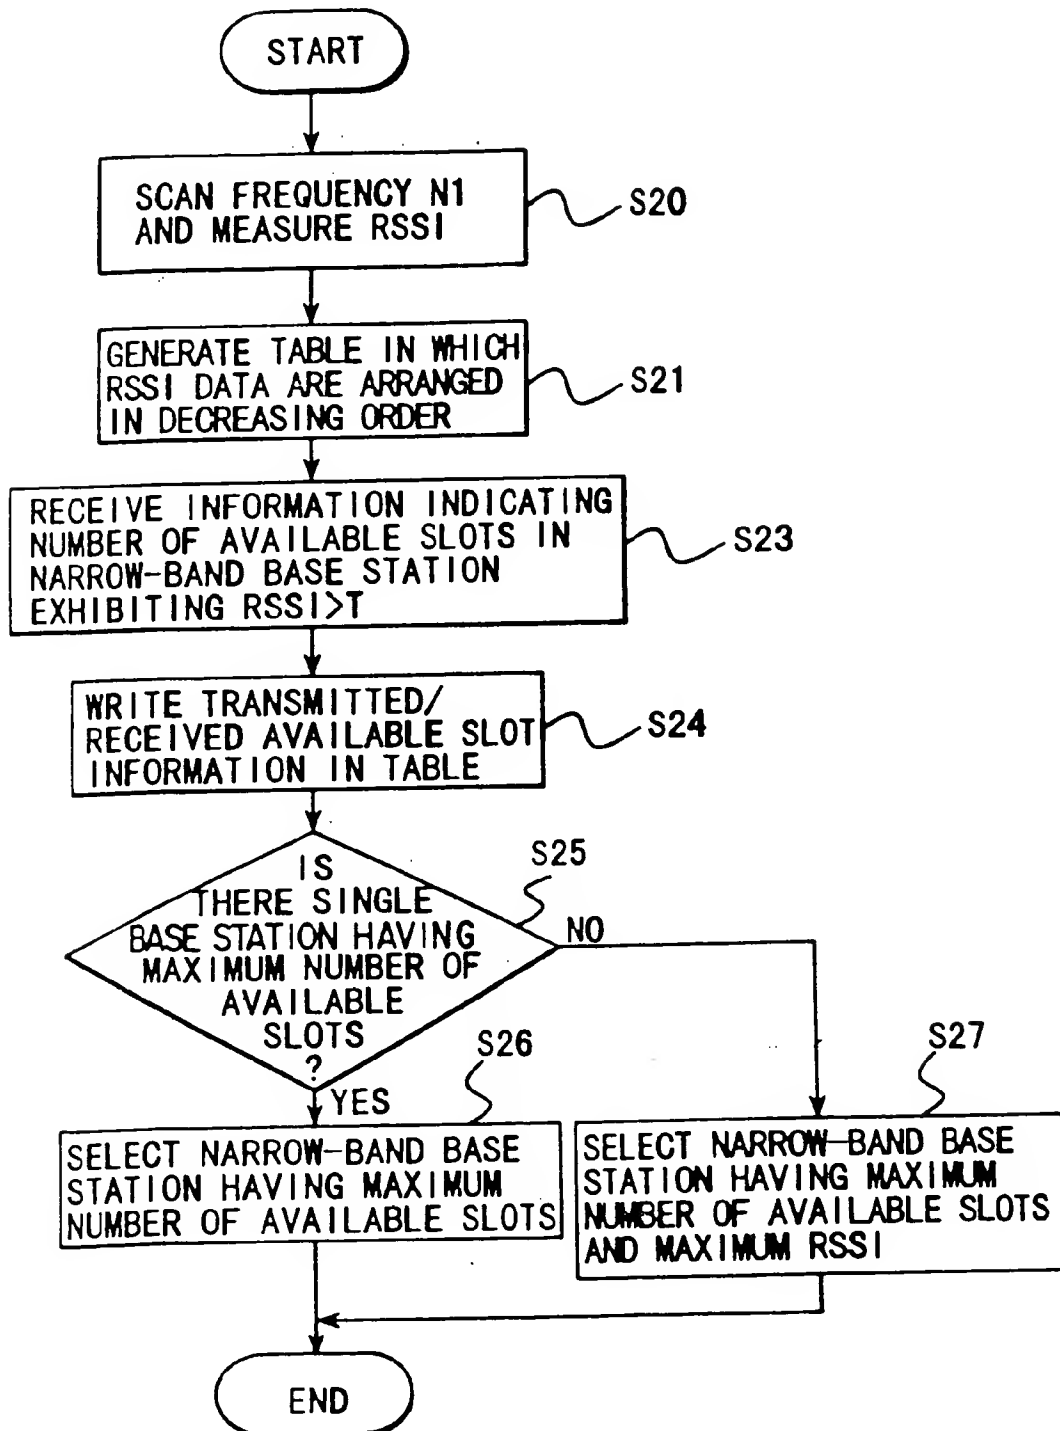 START
SCAN FREQUENCY N1
AND MEASURE RSSI
S20
GENERATE TABLE IN WHICH
RSSI DATA ARE ARRANGED
IN DECREASING ORDER
S21
RECEIVE INFORMATION INDICATING
NUMBER OF AVAILABLE SLOTS IN
NARROW-BAND BASE STATION
EXHIBITING RSSI>T
S23
WRITE TRANSMITTED/
RECEIVED AVAILABLE SLOT
INFORMATION IN TABLE
S24
IS
THERE SINGLE
BASE STATION HAVING
MAXIMUM NUMBER OF
AVAILABLE
SLOTS
?
S25
NO
YES
S26
SELECT NARROW-BAND BASE
STATION HAVING MAXIMUM
NUMBER OF AVAILABLE SLOTS
S27
SELECT NARROW-BAND BASE
STATION HAVING MAXIMUM
NUMBER OF AVAILABLE SLOTS
AND MAXIMUM RSSI
END